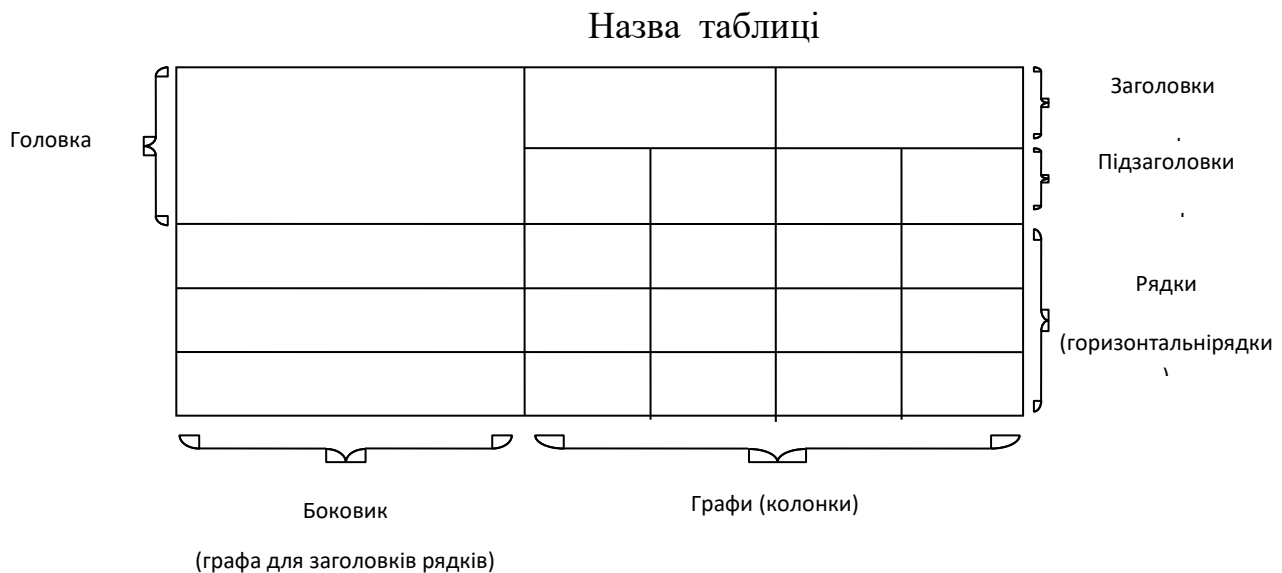 Назва таблиці
Заголовки
Головка
Підзаголовки
Рядки
(горизонтальнірядки
Графи (колонки)
Боковик
(графа для заголовків рядків)